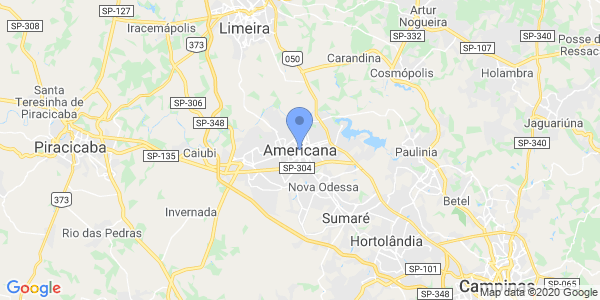 SP-127
Artur
Nogueira
SP-308
Iracemápolis
Limeira
SP-332
SP-340
373
SP-107
Posse de
Ressac
050
Carandina
Cosmópolis
Holambra
Santa
Teresinha de
Piracicaba
SP-306
SP-348
Jaguariúna
Piracicaba
SP-135
Caiubi
Americana
Paulinia
SP-340
SP-304
Nova Odessa
373
Invernada
Betel
Sumaré
Rio das Pedras
Hortolândia
SP-101
Google
SP-348
Campinas
SP-065
Map data ©2020 Google